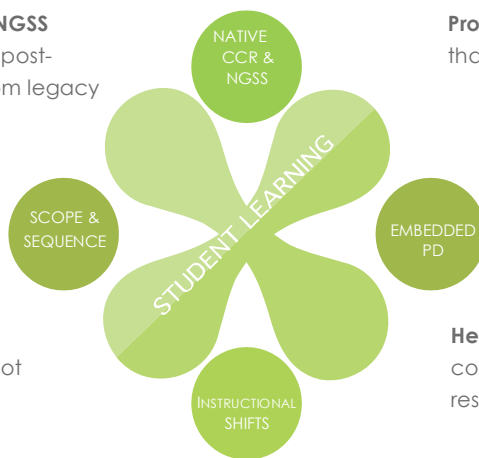 NGSS
post-
om legacy
Pro
tha
NATIVE
CCR &
NGSS
STUDENT LEARNING
SCOPE &
SEQUENCE
EMBEDDED
PD
ot
He
co
res
INSTRUCTIONAL
SHIFTS